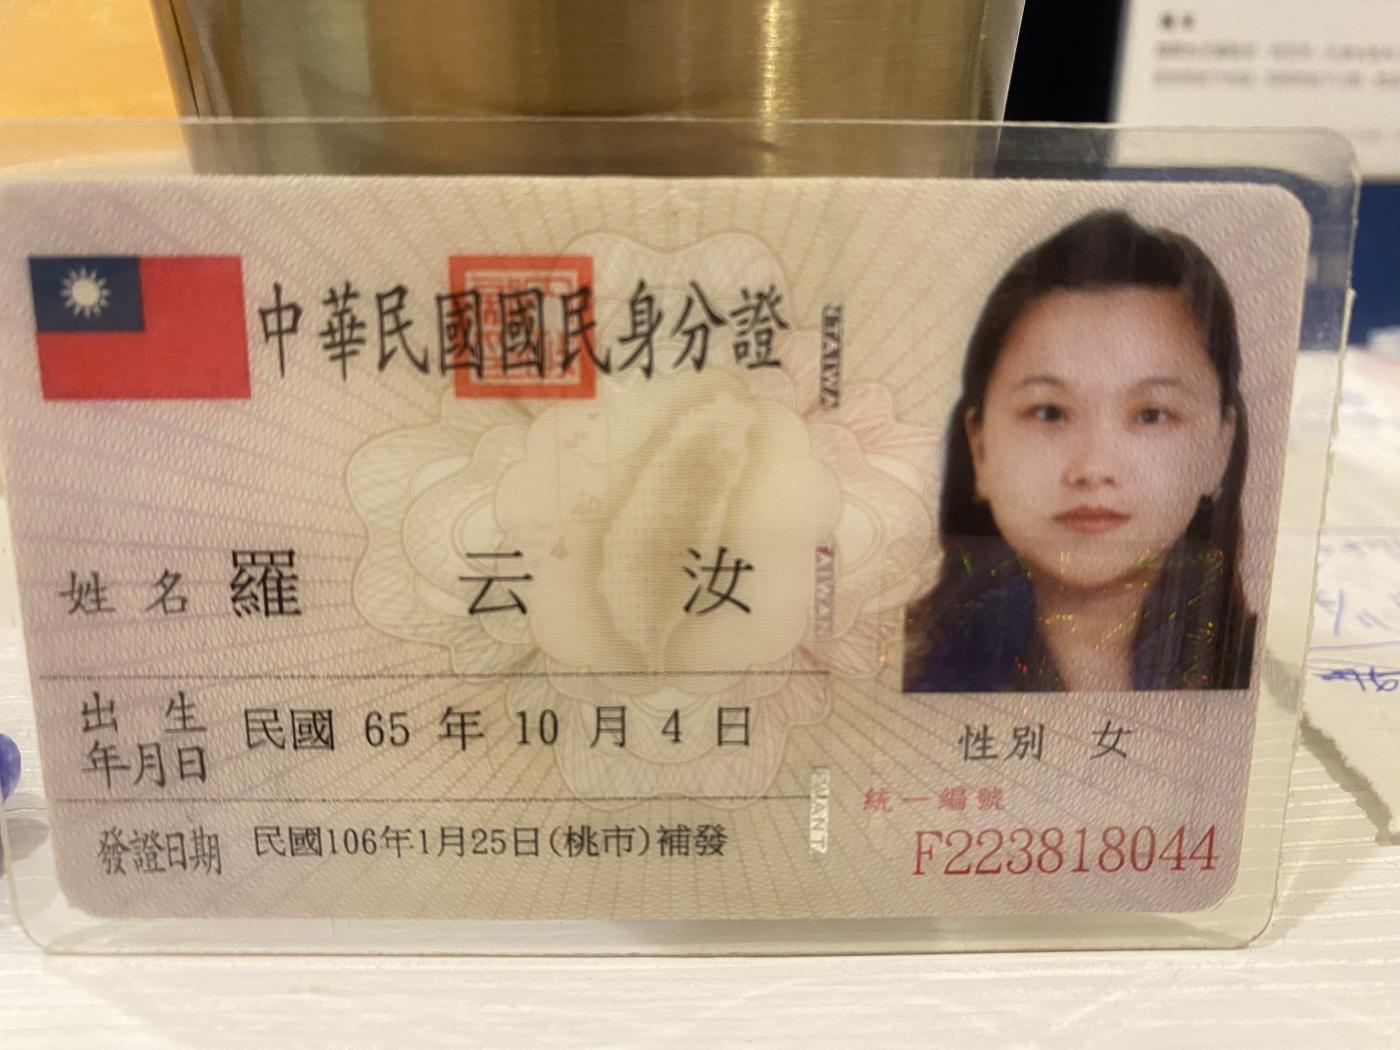 中華民國國民身分證
姓名 羅云汝
出生年月日 民國 65 年 10 月 4 日
發證日期 民國106年1月25日(桃市)補發
性別 女
統一編號
F223818044
TAIWAN